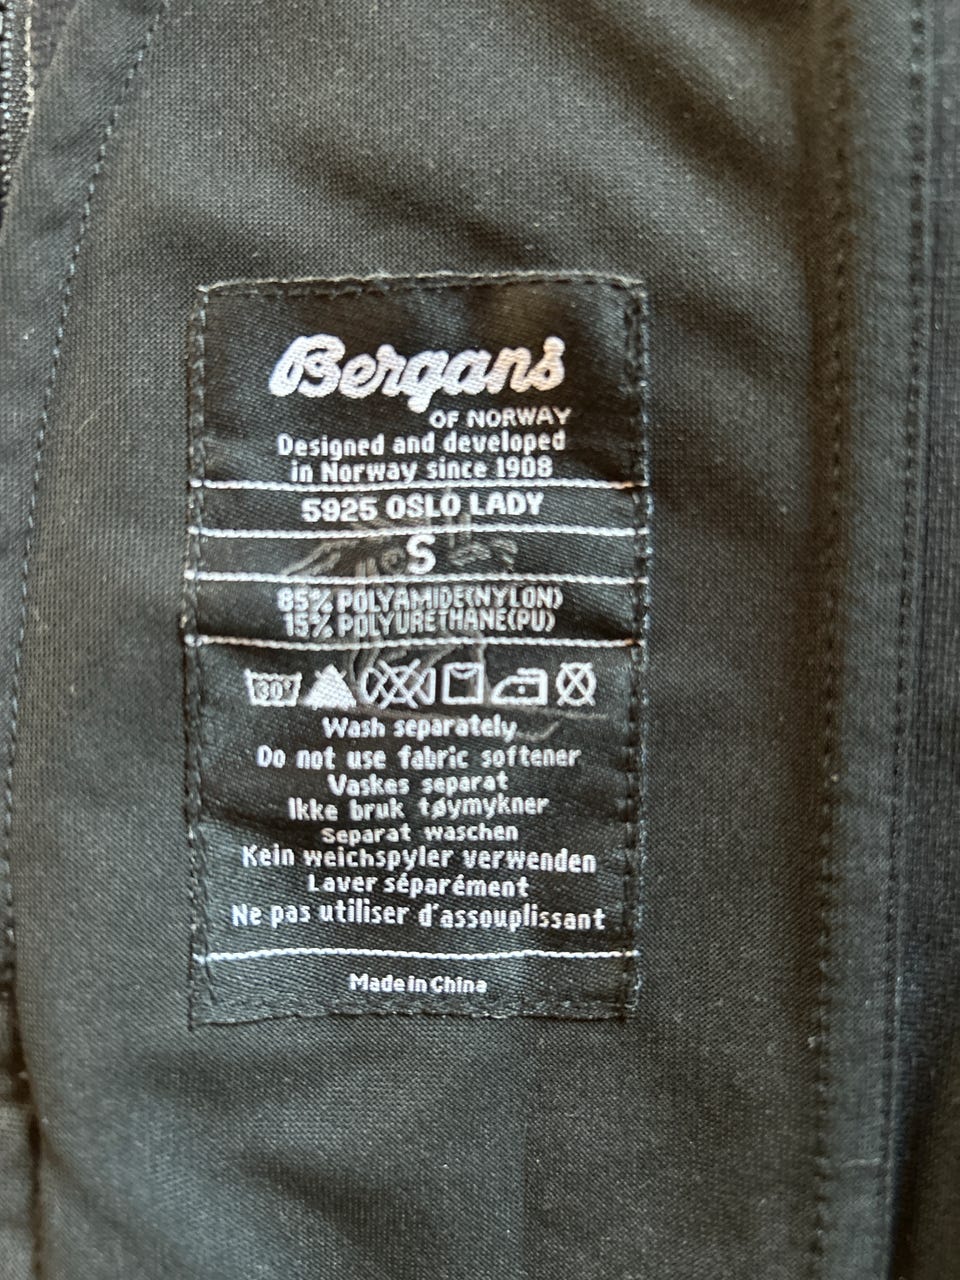 Bergans
OF NORWAY
Designed and developed
in Norway since 1908
5925 OSLO LADY
S
85% POLYAMIDE(NYLON)
15% POLYURETHANE(PU)
30°
Wash separately
Do not use fabric softener
Vaskes separat
Ikke bruk tøymykner
Separat waschen
Kein weichspyler verwenden
Laver séparément
Ne pas utiliser d'assouplissant
Made in China